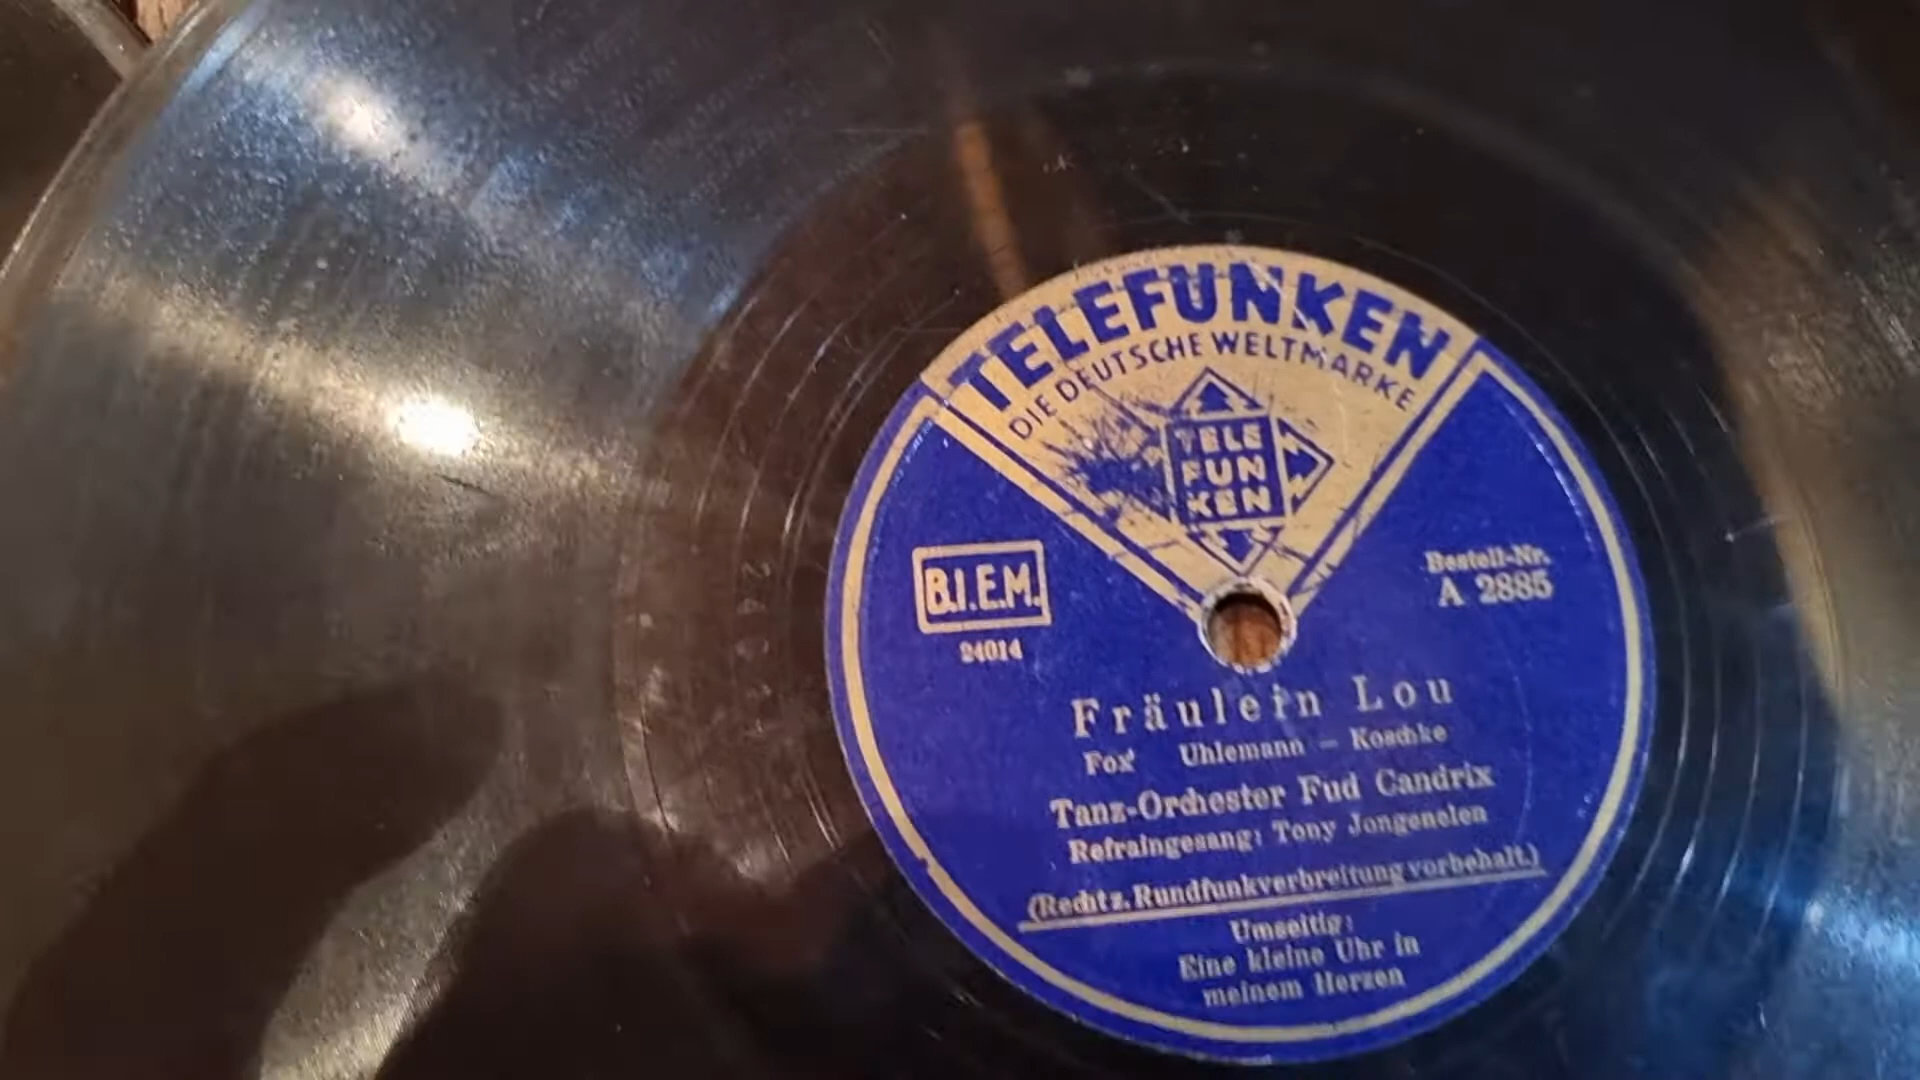 TELEFUNKEN
DIE DEUTSCHE WELTMARKE
TELE
FUN
KEN
B.I.E.M.
24014
Bestell-Nr.
A 2885
Fräulein Lou
Fox Uhlemann – Koschke
Tanz-Orchester Fud Candrix
Refraingesang: Tony Jongenelen
(Recht z. Rundfunkverbreitung vorbehalt.)
Umseitig:
Eine kleine Uhr in
meinem Herzen